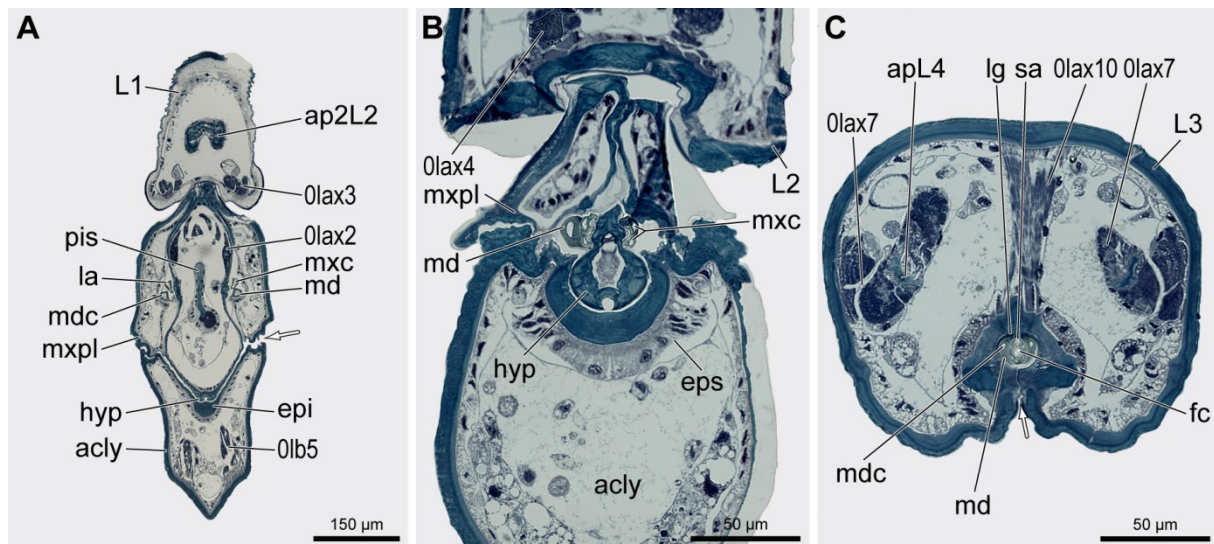 A
L1
ap2L2
0lax3
pis
0lax2
la
mxc
mdc
md
mxpl
hyp
epi
acly
0lb5
150 µm
B
0lax4
mxpl
L2
md
mxc
hyp
eps
acly
50 µm
C
apL4 lg sa 0lax10 0lax7
0lax7
L3
fc
mdc
md
50 µm